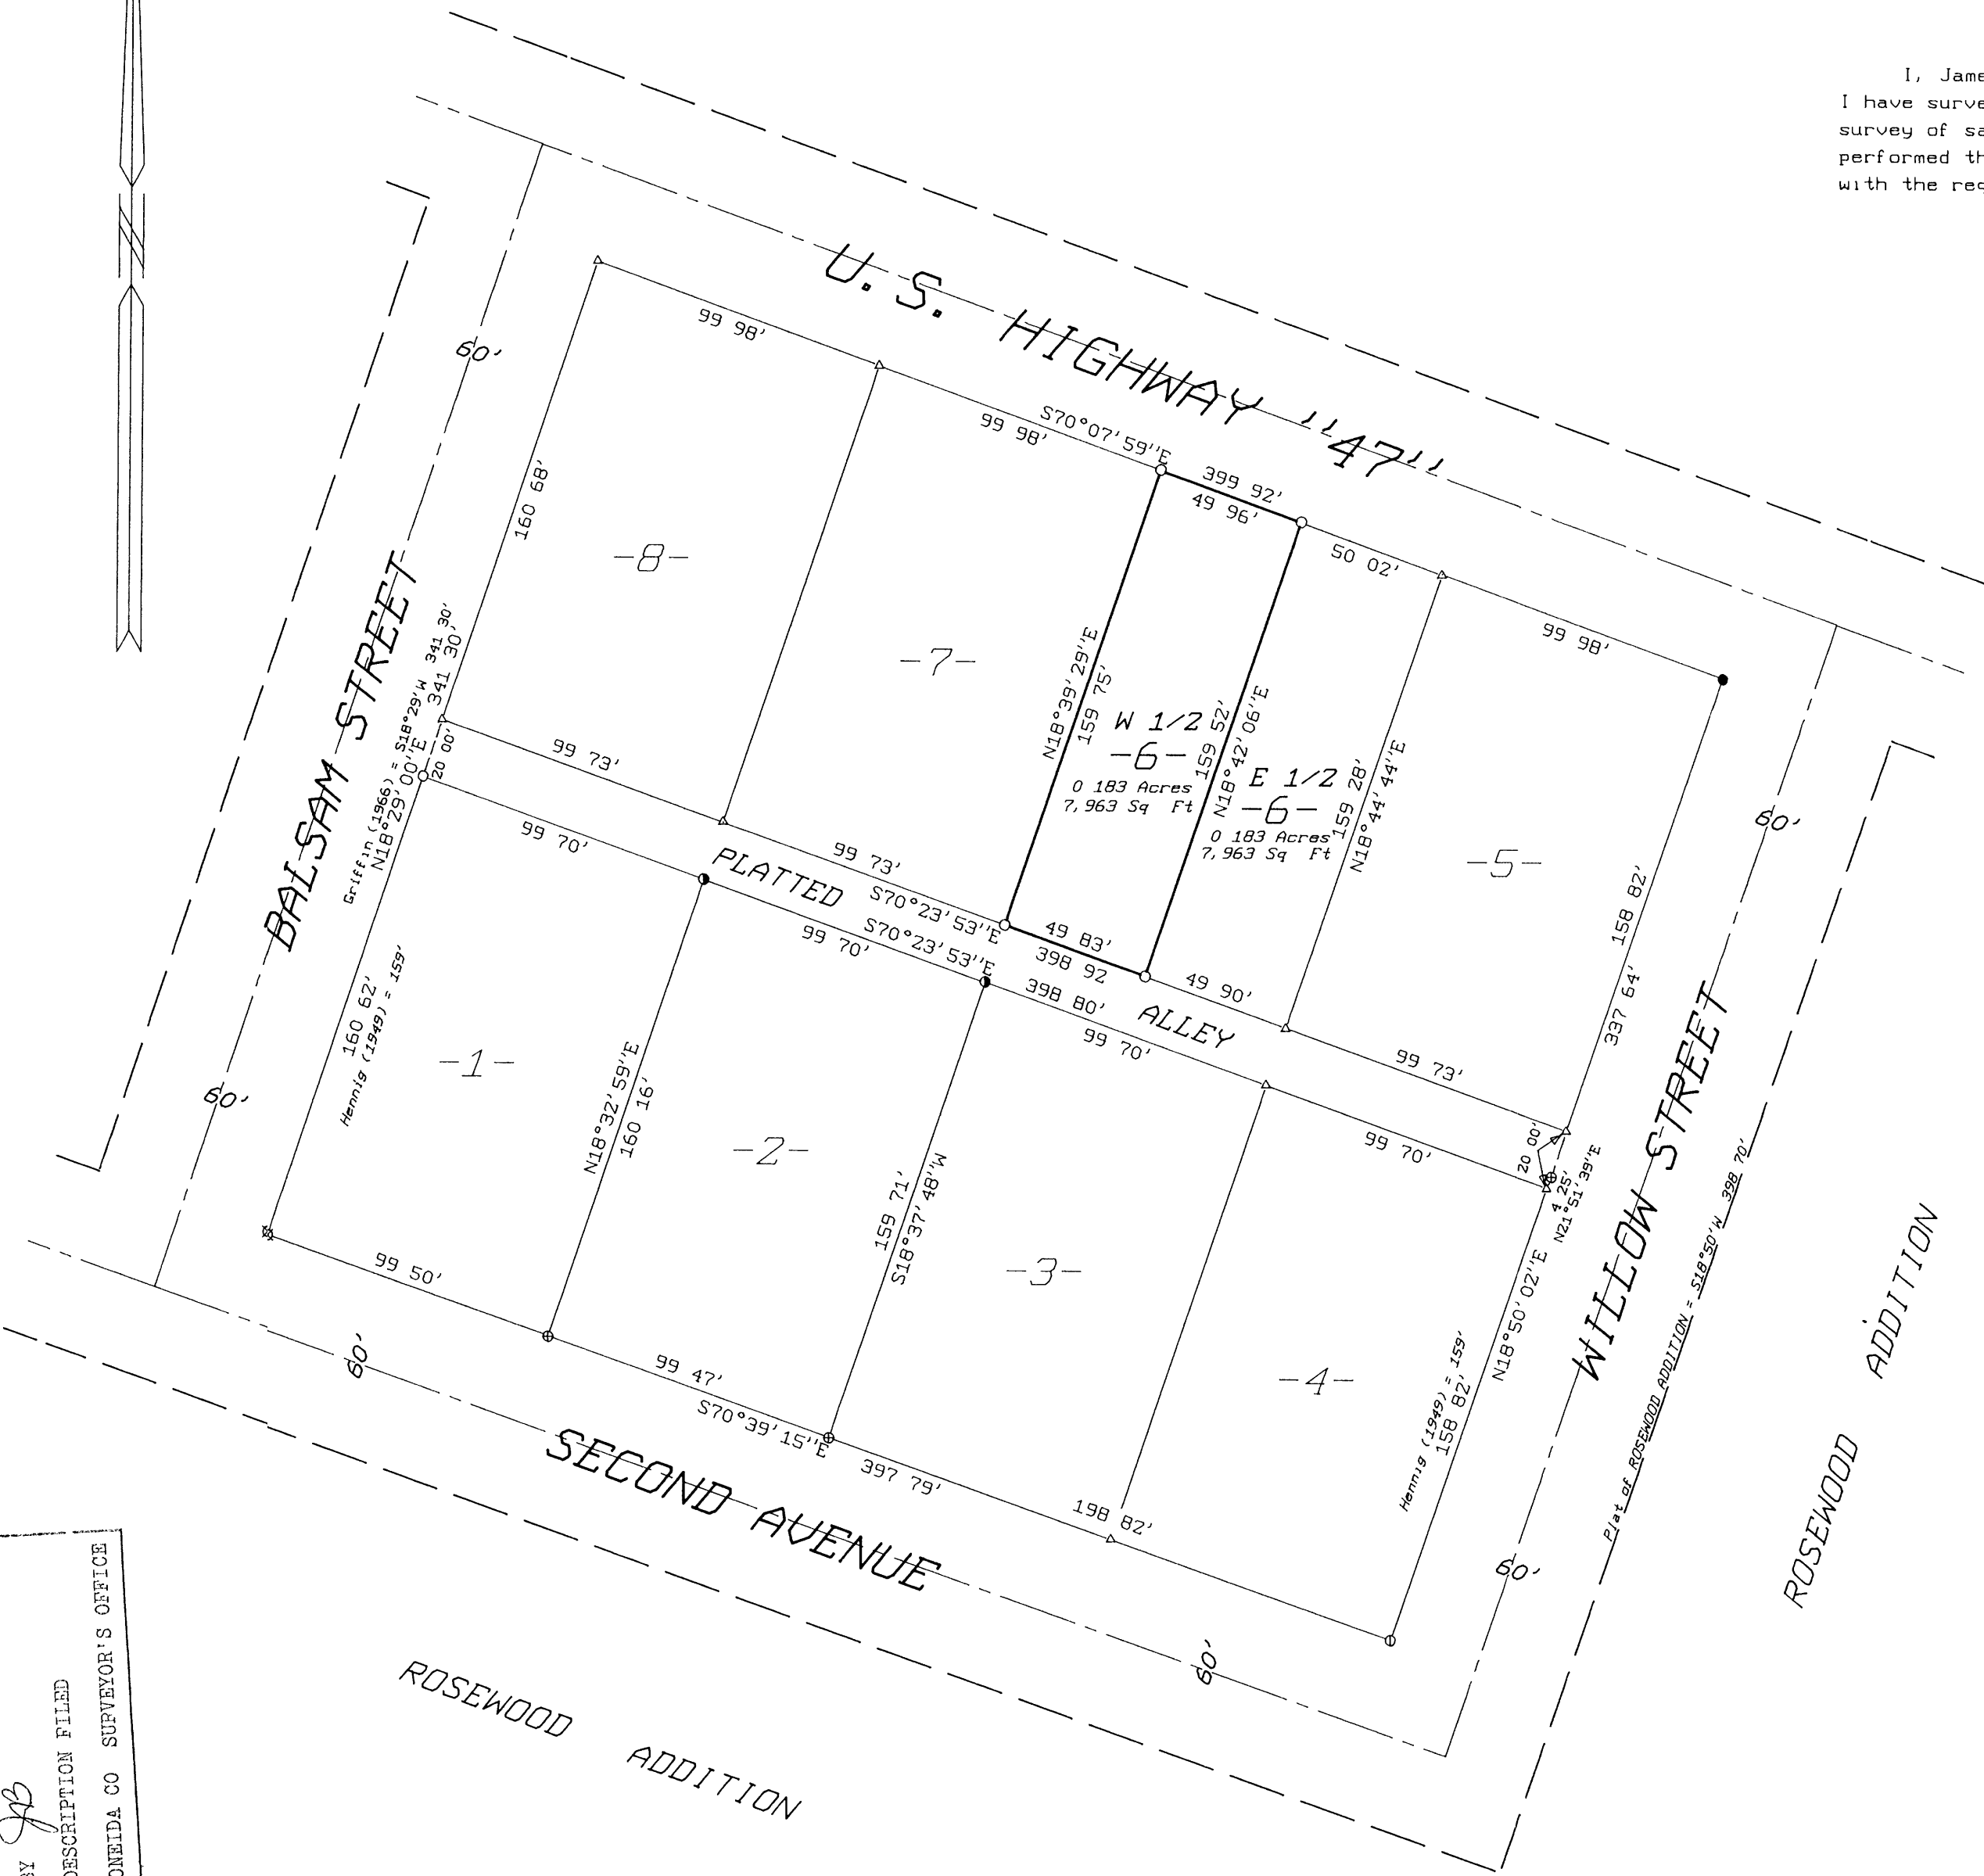 I, Jame
I have surve
survey of sa
performed th
with the req
U.S. HIGHWAY "47"
60'
99 98'
99 98'
S70°07'59"E
399 92'
49 96'
50 02'
99 98'
160 68'
-8-
-7-
N18°39'29"E
159 75'
W 1/2
-6-
0 183 Acres
7,963 Sq Ft
159 52'
N18°42'06"E
E 1/2
-6-
0 183 Acres
7,963 Sq Ft
159 28'
N18°44'44"E
-5-
158 82'
337 64'
60'
BALSAM STREET
Griffin (1966) = S18°29'W 341 30'
N18°29'00"E 341 30'
20 00'
99 73'
99 73'
S70°23'53"E
49 83'
398 92
49 90'
99 73'
PLATTED ALLEY
99 70'
99 70'
S70°23'53"E
398 80'
99 70'
99 70'
20 00'
4 25'
N21°51'39"E
160 62'
Hennig (1949) = 159'
-1-
N18°32'59"E
160 16'
-2-
159 71'
S18°37'48"W
-3-
-4-
Hennig (1949) = 159'
158 82'
N18°50'02"E
WILLOW STREET
Plat of ROSEWOOD ADDITION = S18°50'W 398 70'
ROSEWOOD ADDITION
60'
99 50'
99 47'
S70°39'15"E
397 79'
198 82'
60'
SECOND AVENUE
60'
60'
ROSEWOOD ADDITION
ONEIDA CO SURVEYOR'S OFFICE
DESCRIPTION FILED
BY JB